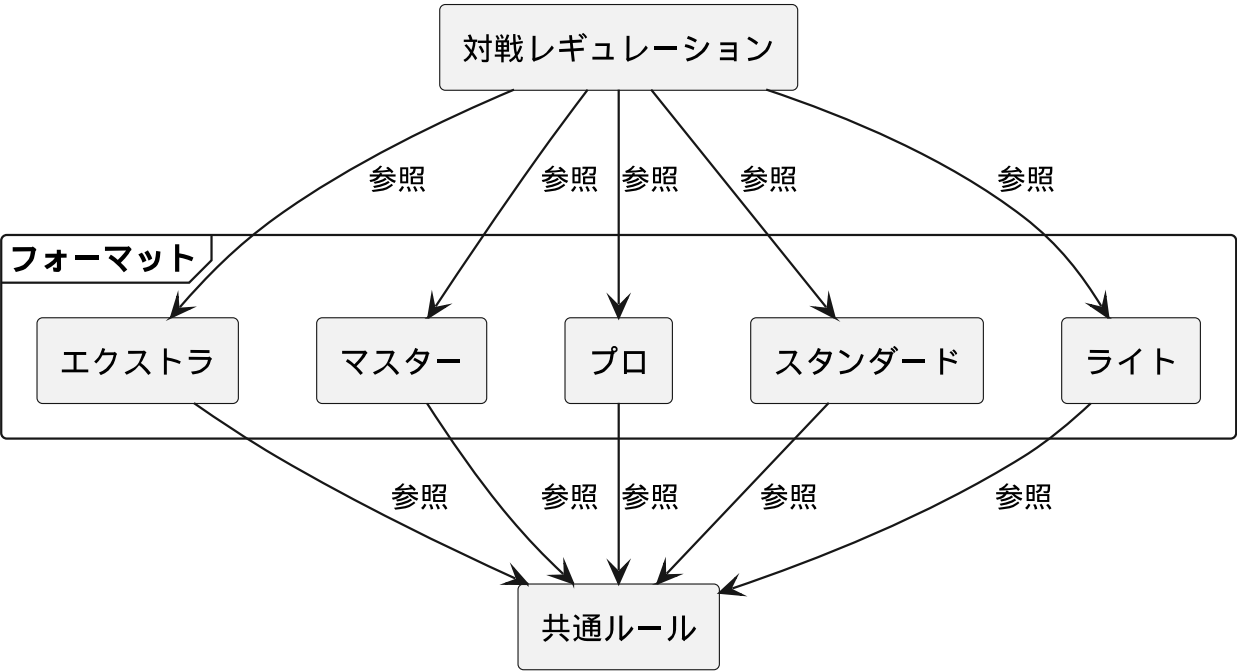 対戦レギュレーション
参照
参照
参照
参照
参照
フォーマット
エクストラ
マスター
プロ
スタンダード
ライト
参照
参照
参照
参照
参照
共通ルール